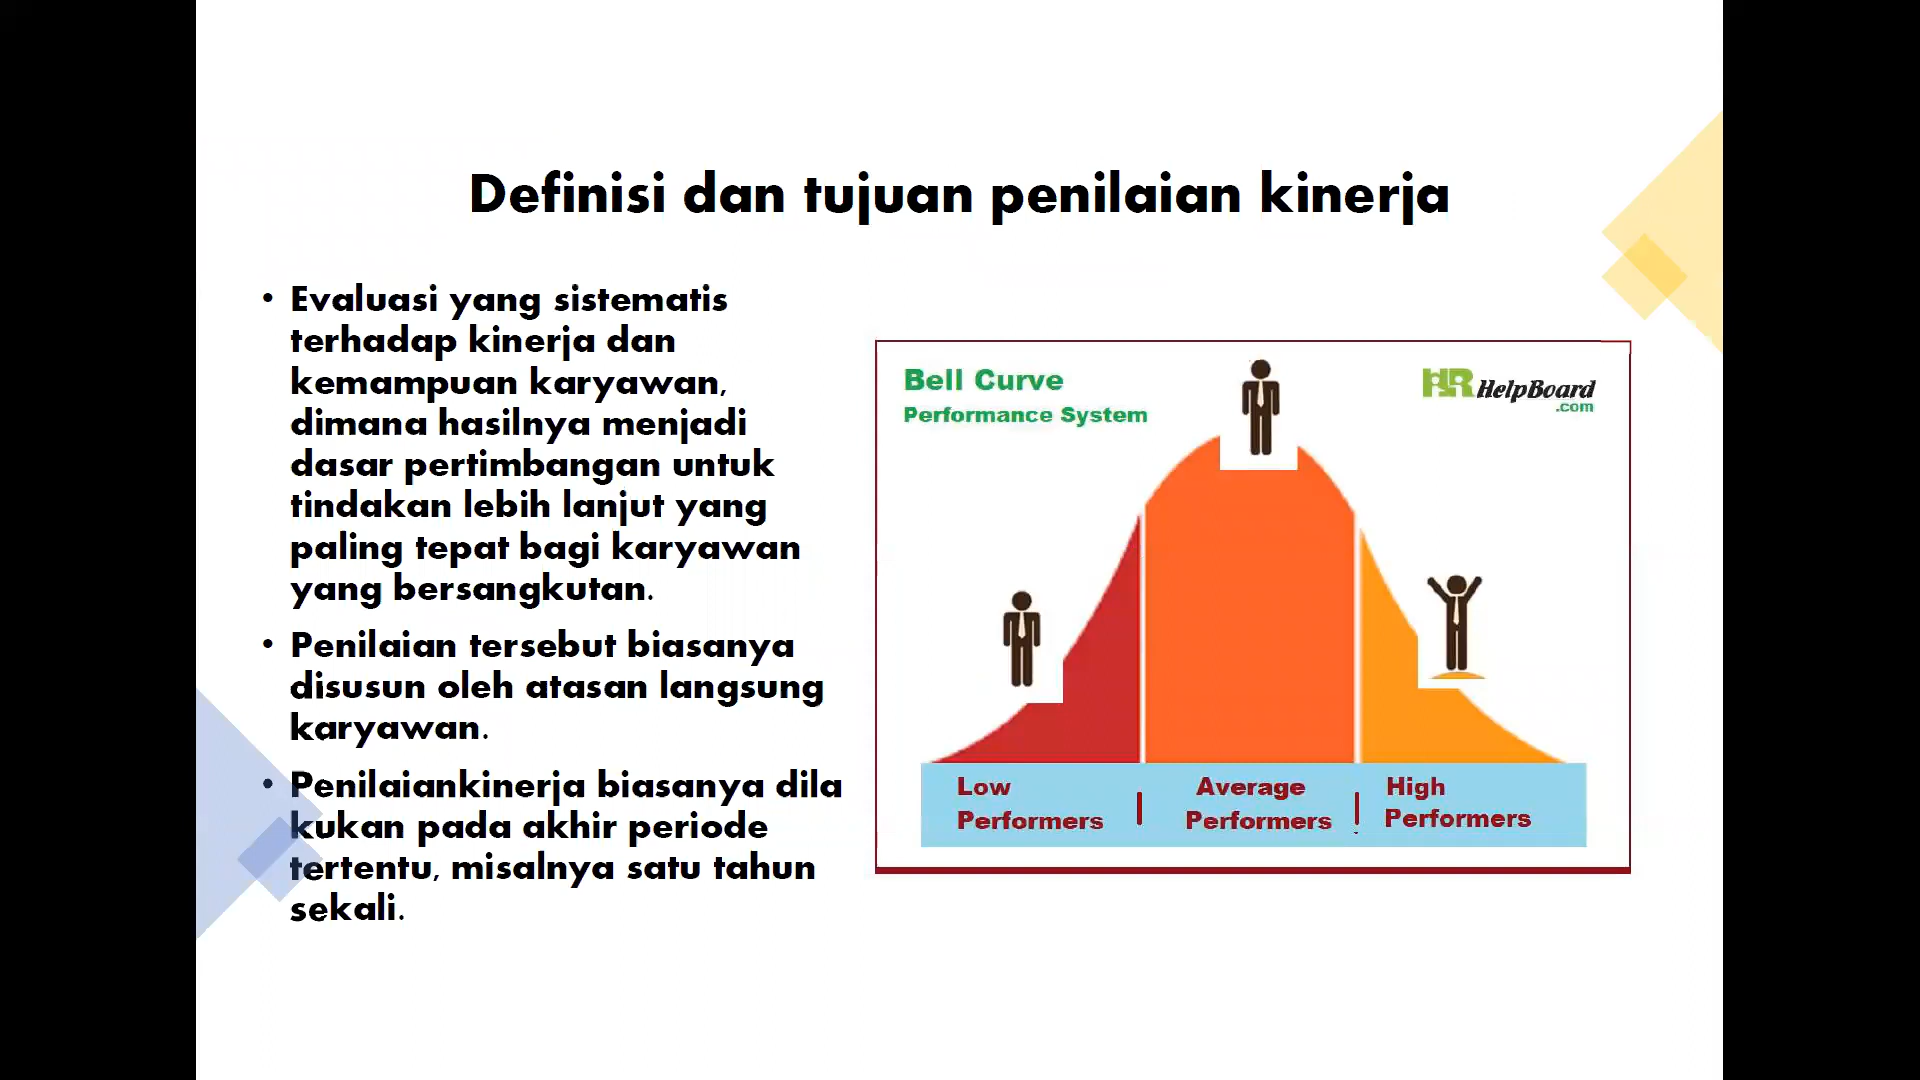 Definisi dan tujuan penilaian kinerja
• Evaluasi yang sistematis
terhadap kinerja dan
kemampuan karyawan,
dimana hasilnya menjadi
dasar pertimbangan untuk
tindakan lebih lanjut yang
paling tepat bagi karyawan
yang bersangkutan.
• Penilaian tersebut biasanya
disusun oleh atasan langsung
karyawan.
• Penilaiankinerja biasanya dila
kukan pada akhir periode
tertentu, misalnya satu tahun
sekali.
Bell Curve
Performance System
HR HelpBoard
.com
Low
Performers
Average
Performers
High
Performers